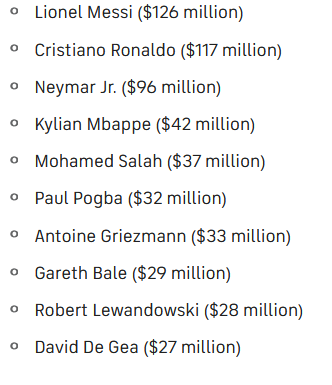 Lionel Messi ($126 million)
Cristiano Ronaldo ($117 million)
Neymar Jr. ($96 million)
Kylian Mbappe ($42 million)
Mohamed Salah ($37 million)
Paul Pogba ($32 million)
Antoine Griezmann ($33 million)
Gareth Bale ($29 million)
Robert Lewandowski ($28 million)
David De Gea ($27 million)